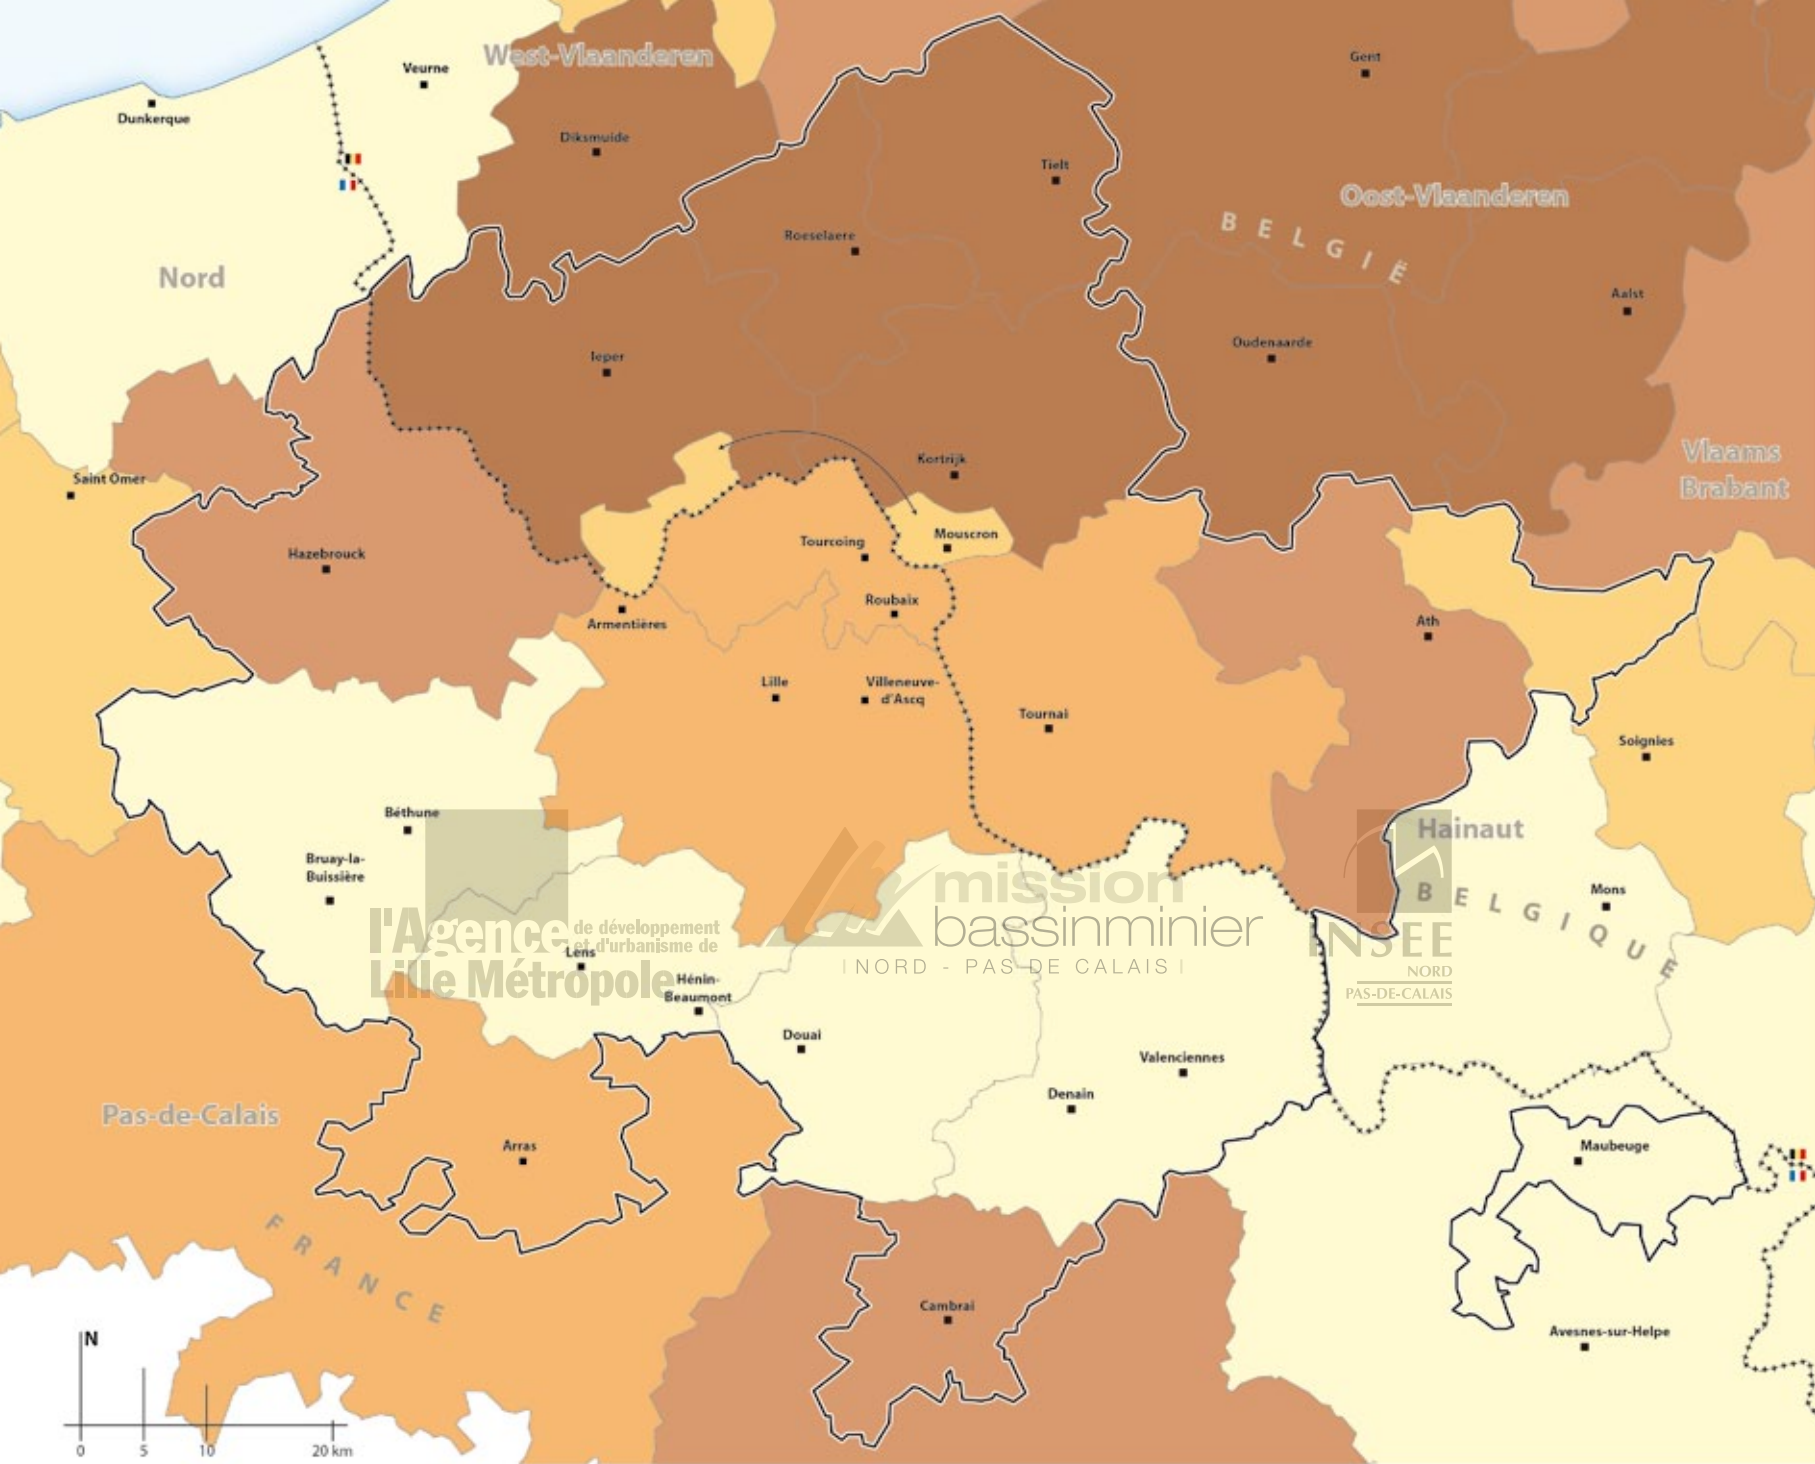 Veurne
West-Vlaanderen
Dunkerque
Gent
Diksmuide
Tielt
Oost-Vlaanderen
BELGIË
Roeselaere
Nord
Aalst
Oudenaarde
Ieper
Vlaams
Brabant
Kortrijk
Saint Omer
Mouscron
Tourcoing
Hazebrouck
Roubaix
Armentières
Ath
Lille
Villeneuve-
d'Ascq
Tournai
Soignies
Béthune
Hainaut
Bruay-la-
Buissière
mission
bassinminier
NORD - PAS DE CALAIS
BELGIQUE
Mons
l'Agence
de développement
et d'urbanisme de
Lille Métropole
INSEE
NORD
PAS-DE-CALAIS
Lens
Hénin-
Beaumont
Douai
Valenciennes
Denain
Pas-de-Calais
Arras
Maubeuge
FRANCE
Cambrai
Avesnes-sur-Helpe
N
0 5 10 20 km